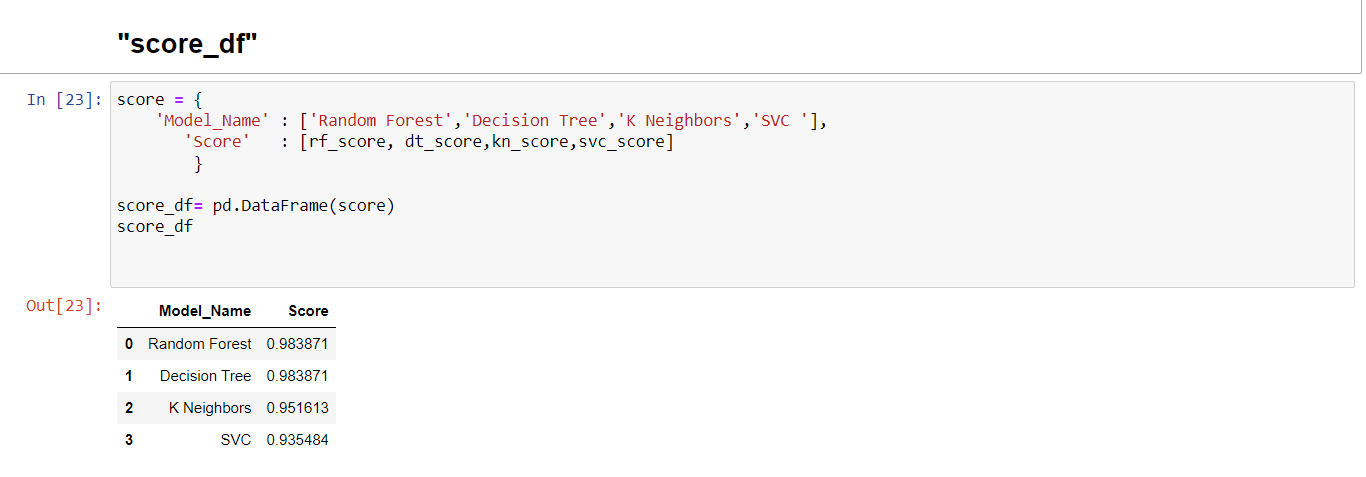 "score_df"
In [23]: score = {
'Model_Name' : ['Random Forest','Decision Tree','K Neighbors','SVC '],
'Score' : [rf_score, dt_score,kn_score,svc_score]
}
score_df= pd.DataFrame(score)
score_df
Out[23]:
Model_Name Score
0 Random Forest 0.983871
1 Decision Tree 0.983871
2 K Neighbors 0.951613
3 SVC 0.935484